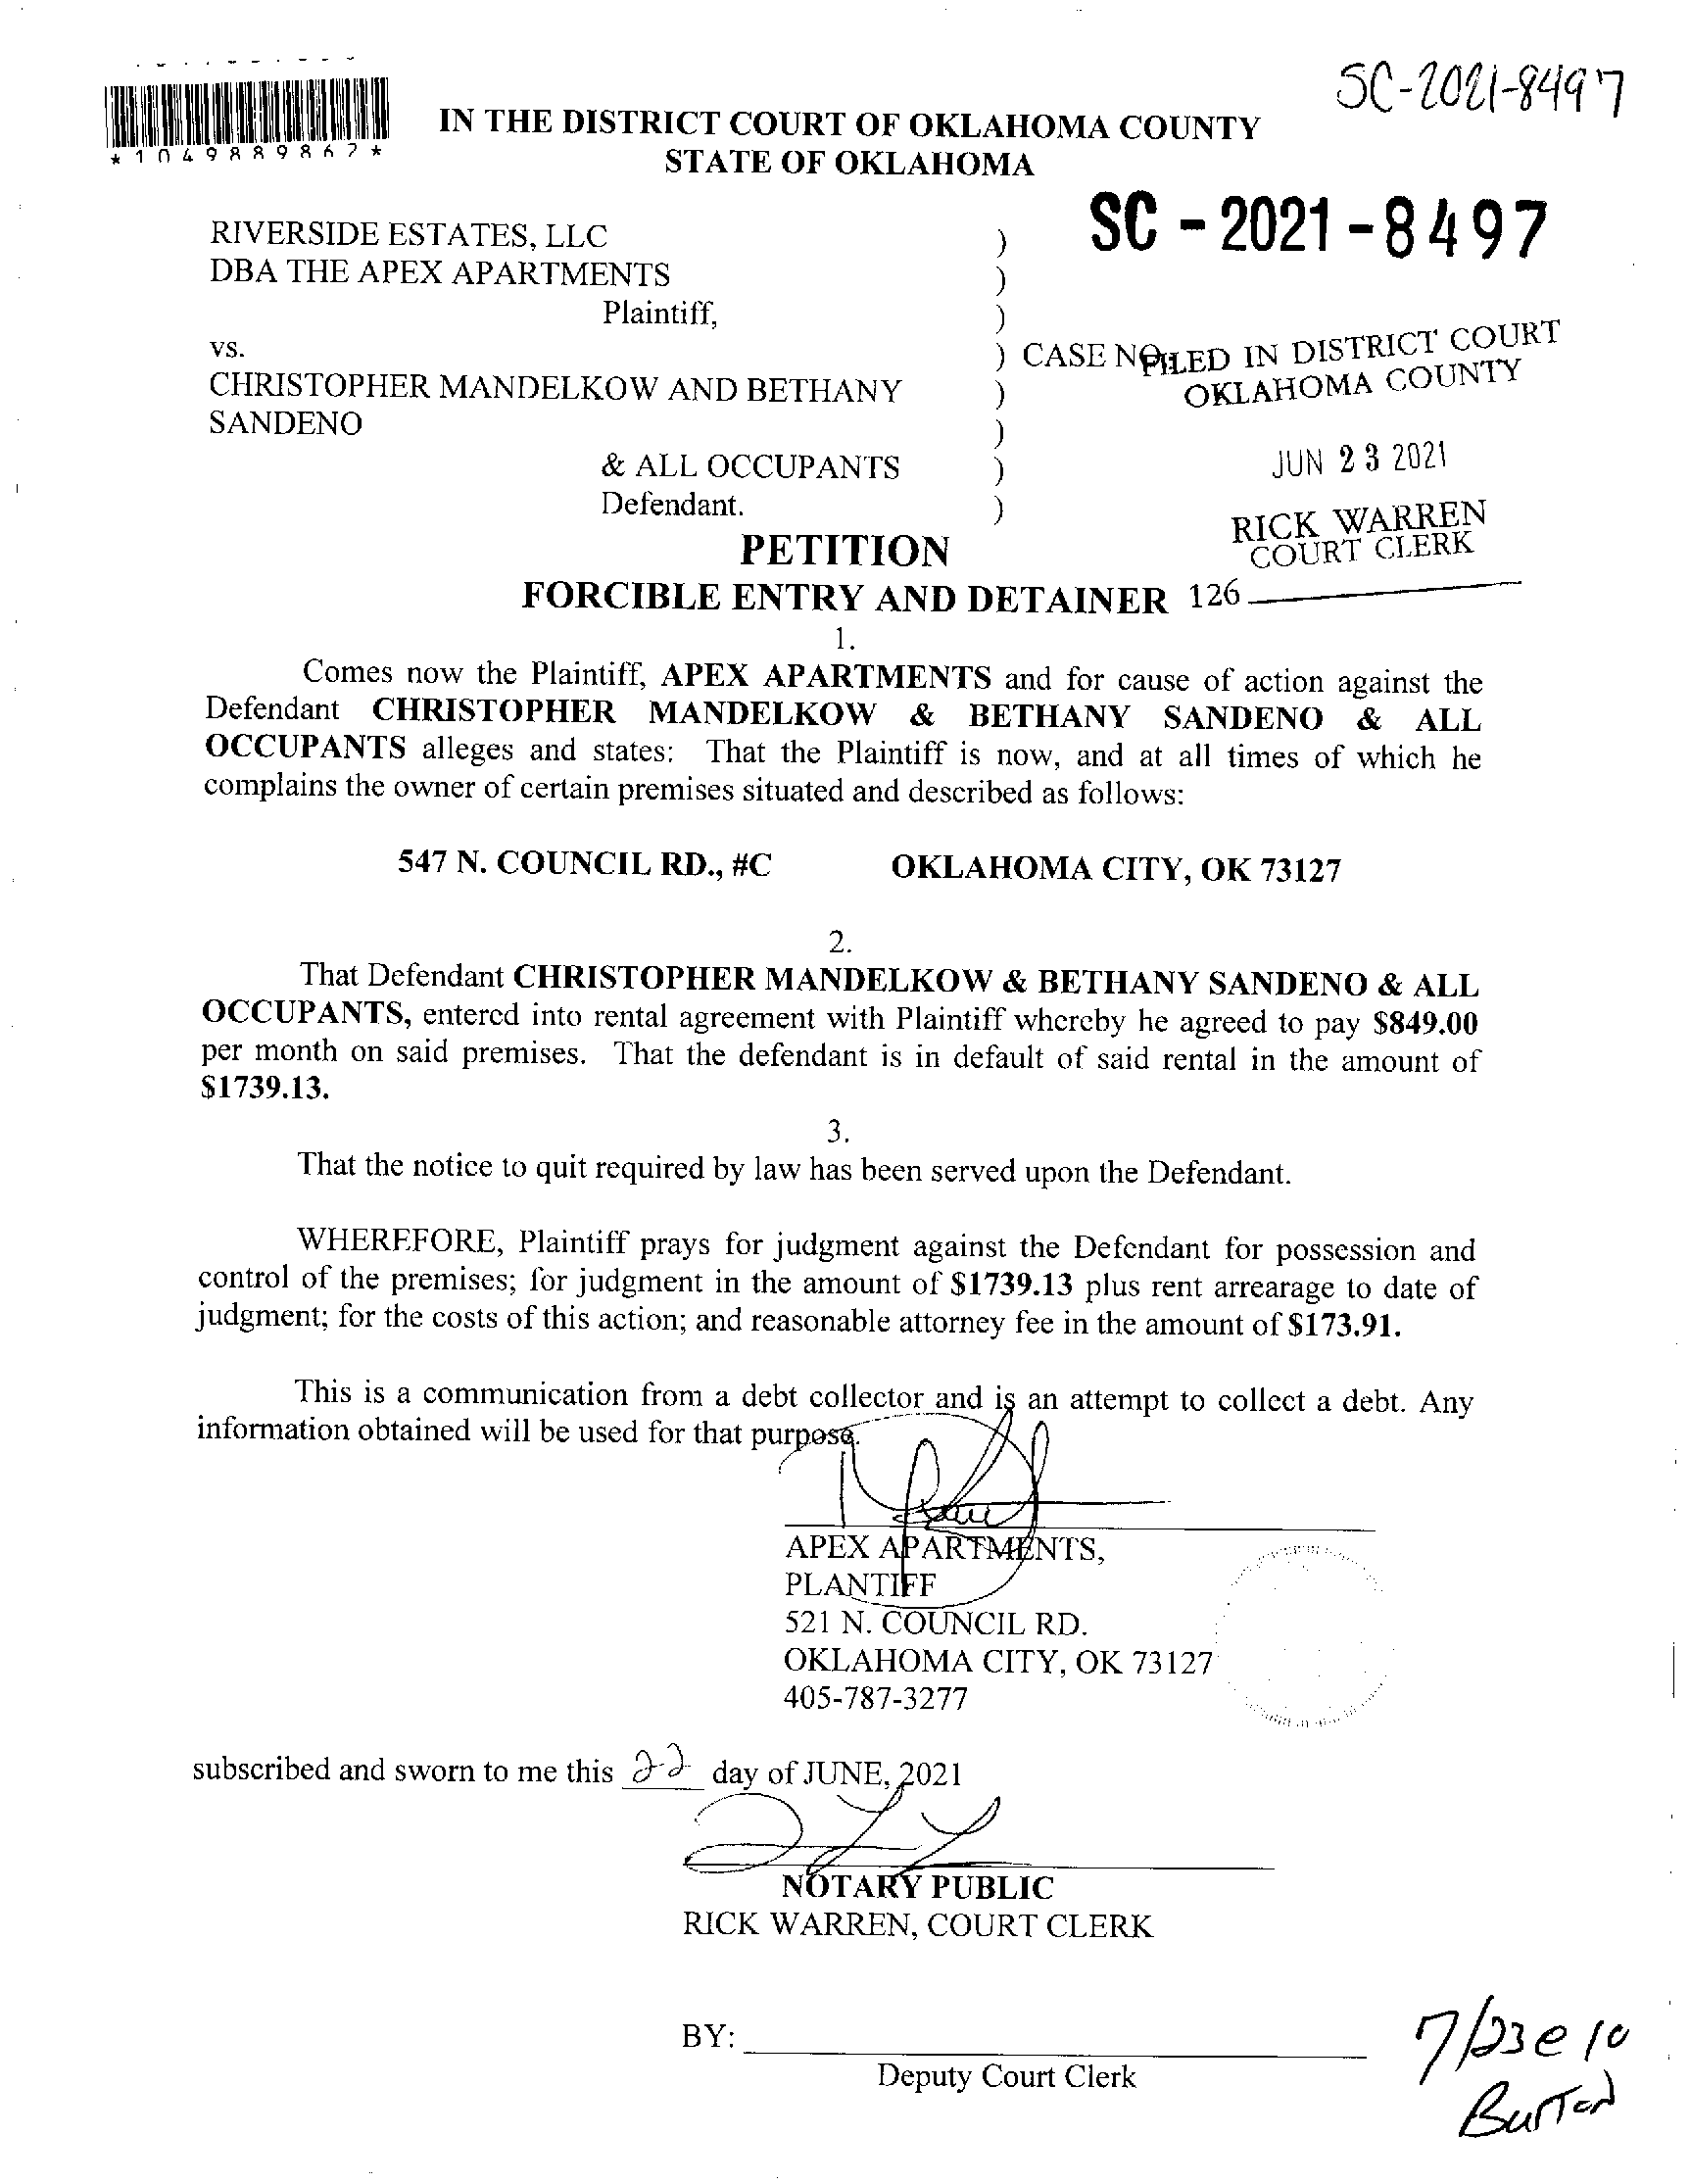 SC-2021-8497
*1049889867*
IN THE DISTRICT COURT OF OKLAHOMA COUNTY
STATE OF OKLAHOMA
SC - 2021 - 8497
RIVERSIDE ESTATES, LLC )
DBA THE APEX APARTMENTS )
Plaintiff, )
vs. ) CASE NO.
FILED IN DISTRICT COURT
OKLAHOMA COUNTY
CHRISTOPHER MANDELKOW AND BETHANY )
SANDENO )
& ALL OCCUPANTS )
Defendant. )
JUN 23 2021
RICK WARREN
COURT CLERK
126
PETITION
FORCIBLE ENTRY AND DETAINER
1.
Comes now the Plaintiff, APEX APARTMENTS and for cause of action against the
Defendant CHRISTOPHER MANDELKOW & BETHANY SANDENO & ALL
OCCUPANTS alleges and states: That the Plaintiff is now, and at all times of which he
complains the owner of certain premises situated and described as follows:
547 N. COUNCIL RD., #C OKLAHOMA CITY, OK 73127
2.
That Defendant CHRISTOPHER MANDELKOW & BETHANY SANDENO & ALL
OCCUPANTS, entered into rental agreement with Plaintiff whereby he agreed to pay $849.00
per month on said premises. That the defendant is in default of said rental in the amount of
$1739.13.
3.
That the notice to quit required by law has been served upon the Defendant.
WHEREFORE, Plaintiff prays for judgment against the Defendant for possession and
control of the premises; for judgment in the amount of $1739.13 plus rent arrearage to date of
judgment; for the costs of this action; and reasonable attorney fee in the amount of $173.91.
This is a communication from a debt collector and is an attempt to collect a debt. Any
information obtained will be used for that purpose.
APEX APARTMENTS,
PLANTIFF
521 N. COUNCIL RD.
OKLAHOMA CITY, OK 73127
405-787-3277
subscribed and sworn to me this 22 day of JUNE, 2021
NOTARY PUBLIC
RICK WARREN, COURT CLERK
BY:
Deputy Court Clerk
7/23 e 10
Burton